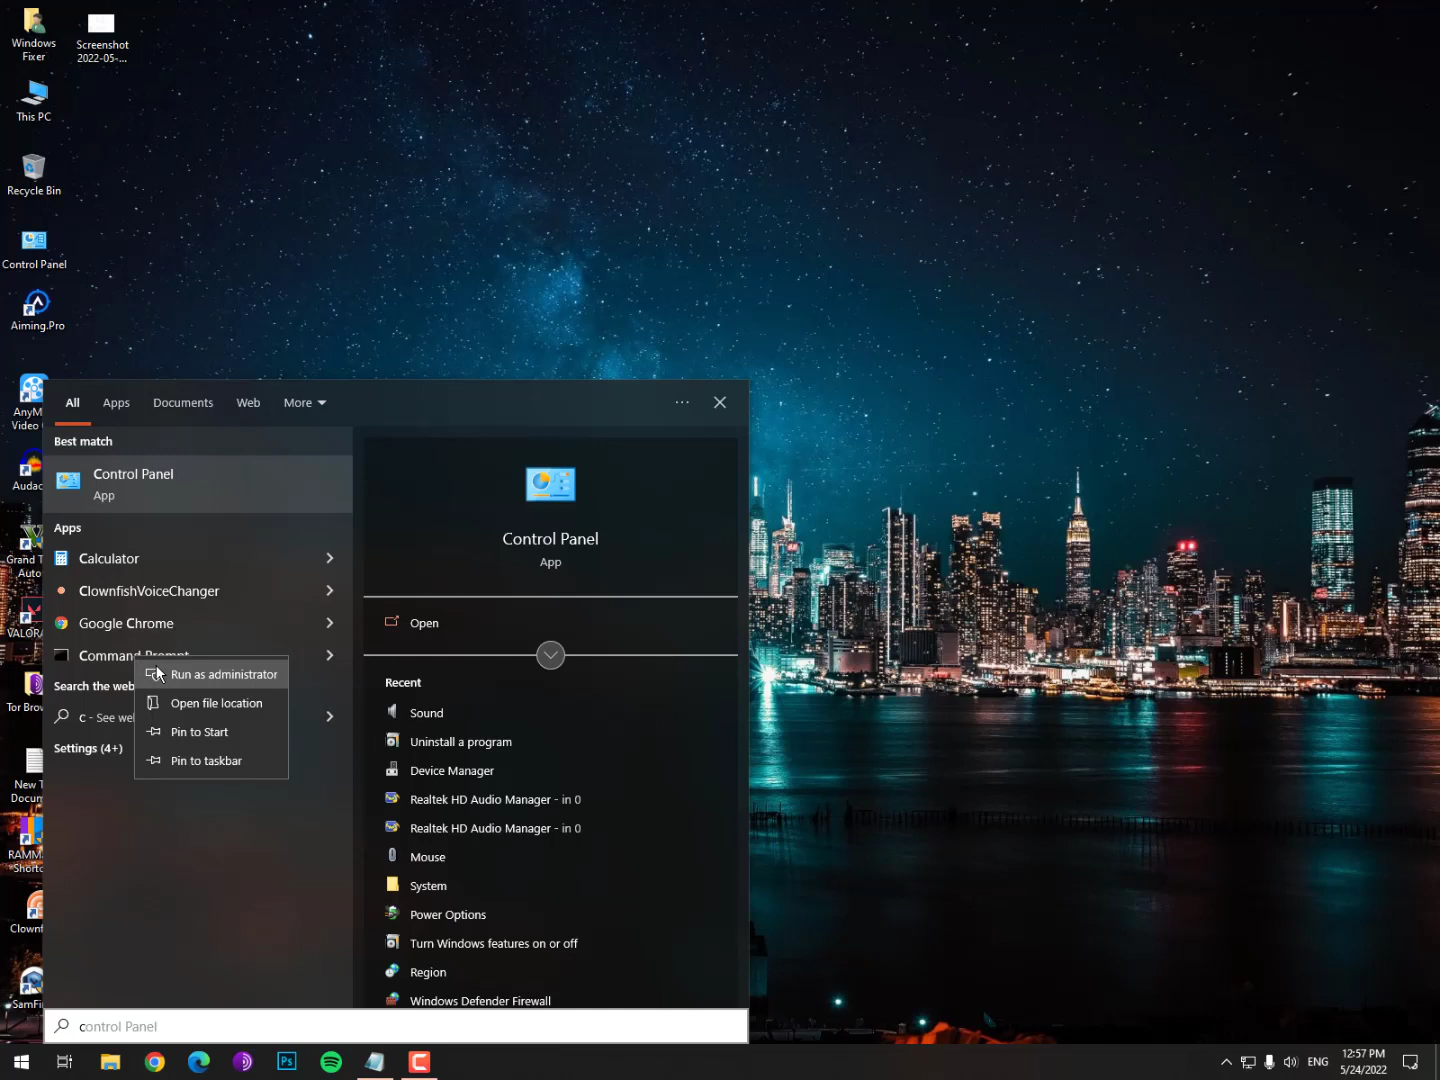 Windows
Fixer
Screenshot
2022-05-...
This PC
Recycle Bin
Control Panel
Aiming.Pro
AnyM
Video
Audac
Grand T
Auto
VALORA
Tor Brow
New T
Docum
RAMM
Shortc
Clownf
SamFi
All
Apps
Documents
Web
More
Best match
Control Panel
App
Apps
Calculator
ClownfishVoiceChanger
Google Chrome
Command Prompt
Search the web
c - See we
Settings (4+)
Run as administrator
Open file location
Pin to Start
Pin to taskbar
Control Panel
App
Open
Recent
Sound
Uninstall a program
Device Manager
Realtek HD Audio Manager - in 0
Realtek HD Audio Manager - in 0
Mouse
System
Power Options
Turn Windows features on or off
Region
Windows Defender Firewall
control Panel
Ps
ENG
12:57 PM
5/24/2022